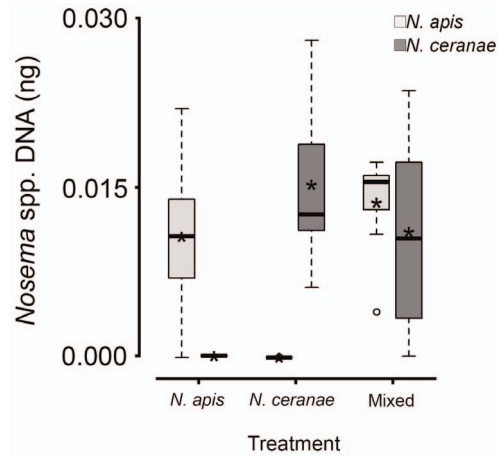 0.030
N. apis
N. ceranae
Nosema spp. DNA (ng)
0.015
0.000
N. apis N. ceranae Mixed
Treatment